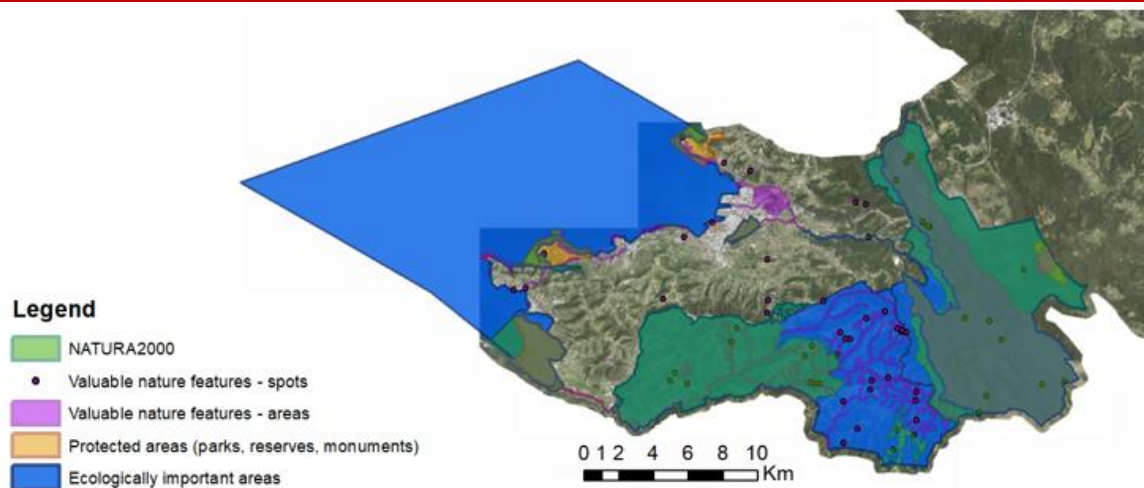 Legend
NATURA2000
Valuable nature features - spots
Valuable nature features - areas
Protected areas (parks, reserves, monuments)
Ecologically important areas
0 1 2 4 6 8 10
Km